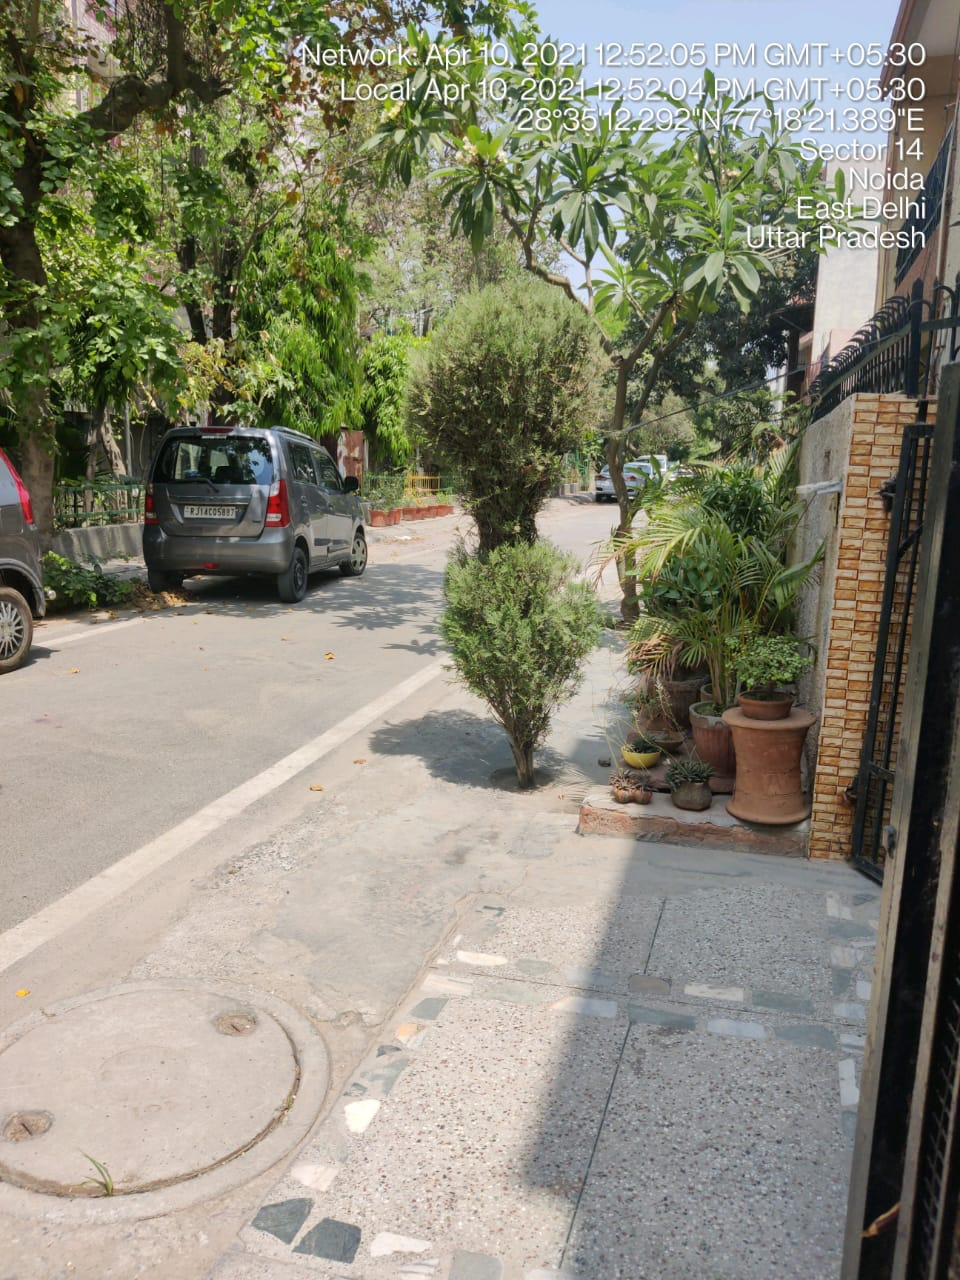 Network: Apr 10, 2021 12:52:05 PM GMT+05:30
Local: Apr 10, 2021 12:52:04 PM GMT+05:30
28°35'12.292"N 77°18'21.389"E
Sector 14
Noida
East Delhi
Uttar Pradesh
RJ14CO5887